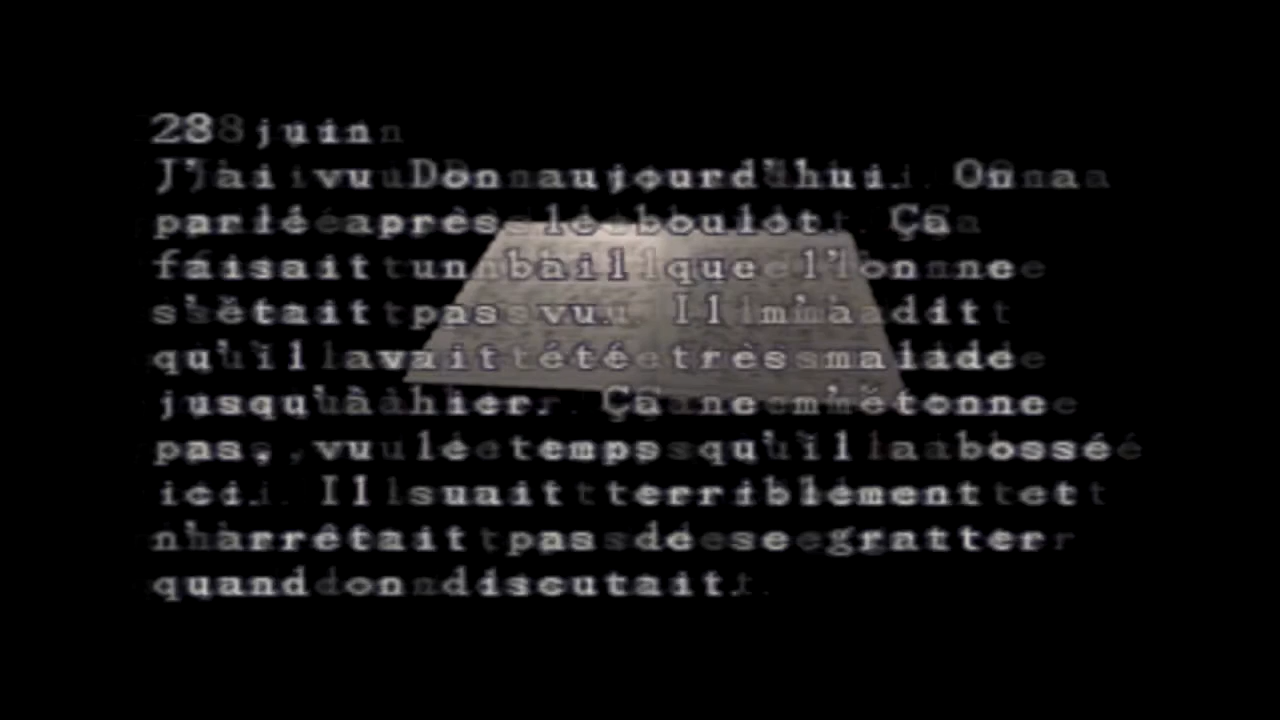 28 juin
J'ai vu Don aujourd'hui. On a
parlé après le boulot. Ça
faisait un bail que l'on ne
s'était pas vu. Il m'a dit
qu'il avait été très malade
jusqu'à hier. Ça ne m'étonne
pas, vu le temps qu'il a bossé
ici. Il suait terriblement et
n'arrêtait pas de se gratter
quand on discutait.